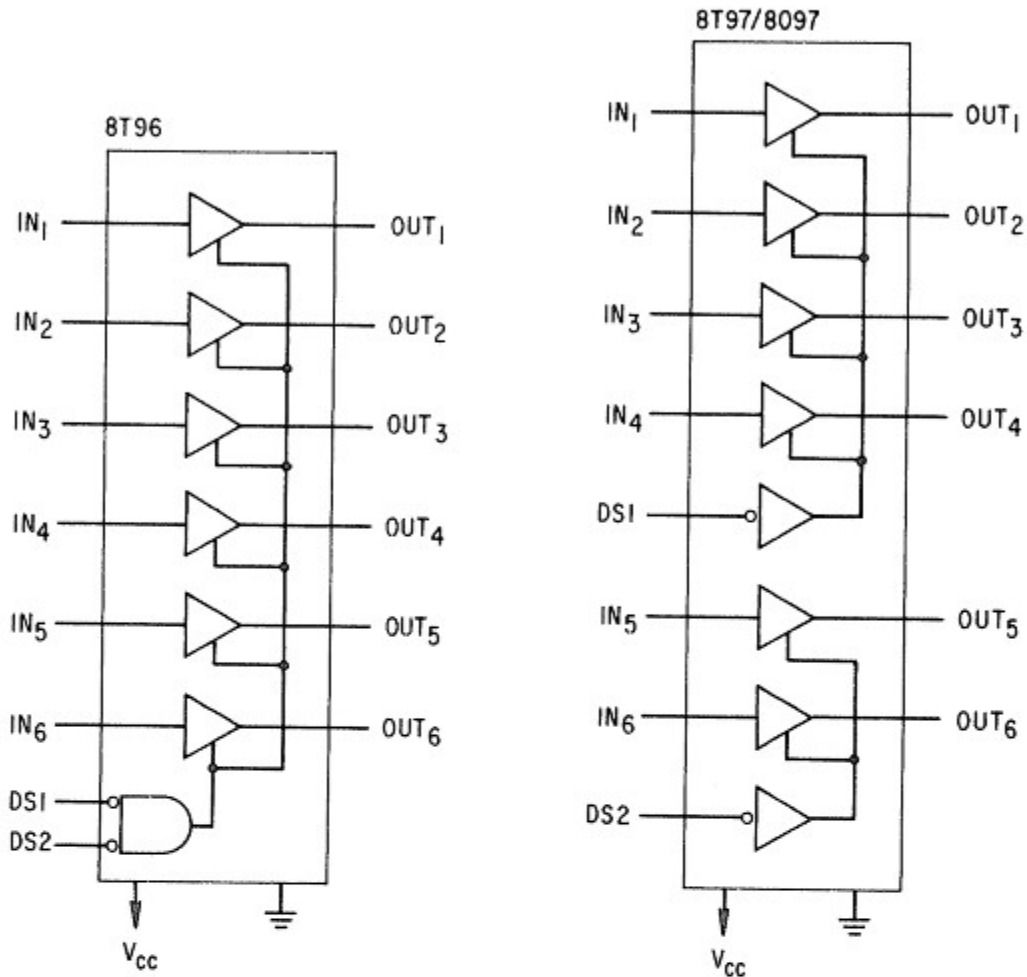 8T96
IN1 OUT1
IN2 OUT2
IN3 OUT3
IN4 OUT4
IN5 OUT5
IN6 OUT6
DS1
DS2
VCC
8T97/8097
IN1 OUT1
IN2 OUT2
IN3 OUT3
IN4 OUT4
DS1
IN5 OUT5
IN6 OUT6
DS2
VCC